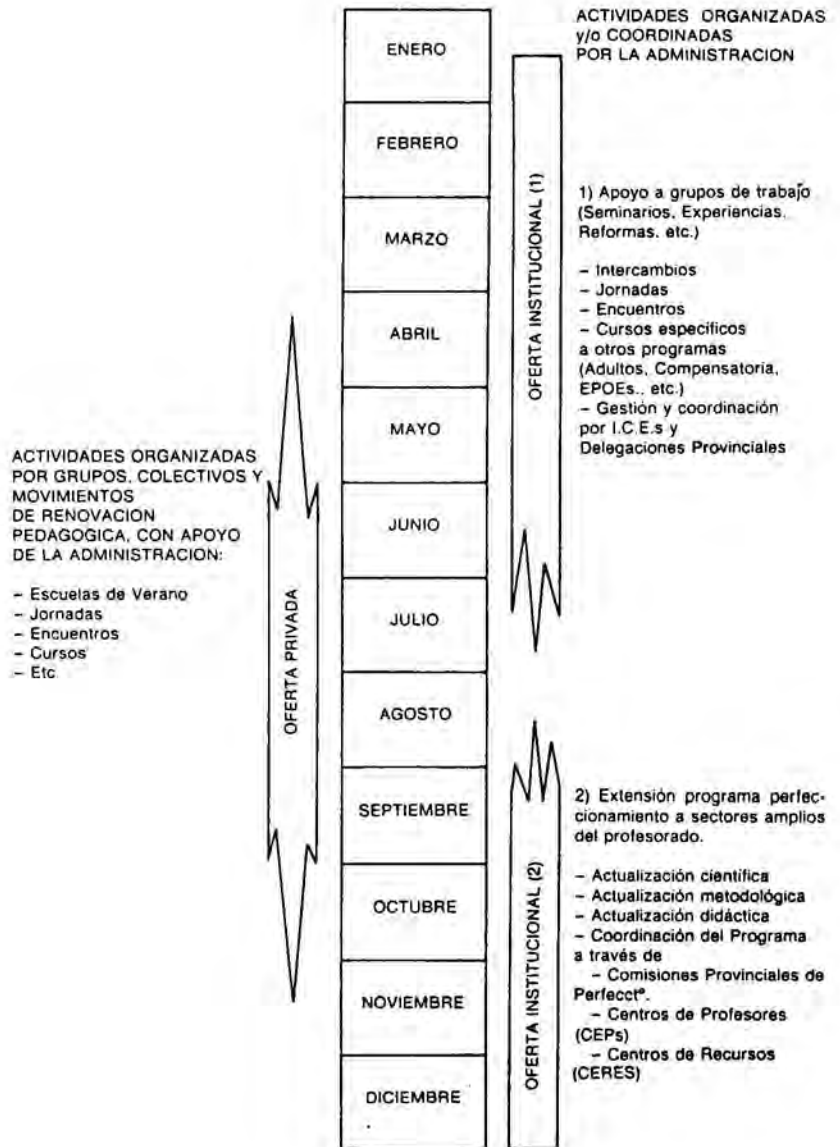 ACTIVIDADES ORGANIZADAS
POR GRUPOS, COLECTIVOS Y
MOVIMIENTOS
DE RENOVACION
PEDAGOGICA, CON APOYO
DE LA ADMINISTRACION:
– Escuelas de Verano
– Jornadas
– Encuentros
– Cursos
– Etc
OFERTA PRIVADA
ENERO
FEBRERO
MARZO
ABRIL
MAYO
JUNIO
JULIO
AGOSTO
SEPTIEMBRE
OCTUBRE
NOVIEMBRE
DICIEMBRE
ACTIVIDADES ORGANIZADAS
y/o COORDINADAS
POR LA ADMINISTRACION
OFERTA INSTITUCIONAL (1)
1) Apoyo a grupos de trabajo
(Seminarios, Experiencias.
Reformas. etc.)
– Intercambios
– Jornadas
– Encuentros
– Cursos especificos
a otros programas
(Adultos, Compensatoria,
EPOEs., etc.)
– Gestión y coordinación
por I.C.E.s y
Delegaciones Provinciales
OFERTA INSTITUCIONAL (2)
2) Extensión programa perfec-
cionamiento a sectores amplios
del profesorado.
– Actualización científica
– Actualización metodológica
– Actualización didáctica
– Coordinación del Programa
a través de
– Comisiones Provinciales de
Perfecctº.
– Centros de Profesores
(CEPs)
– Centros de Recursos
(CERES)